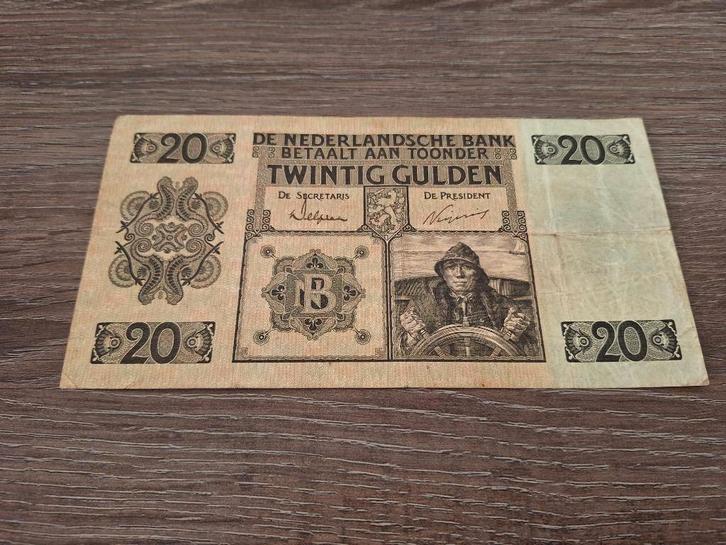 20 DE NEDERLANDSCHE BANK 20
BETAALT AAN TOONDER
TWINTIG GULDEN
DE SECRETARIS DE PRESIDENT
NB
20 20